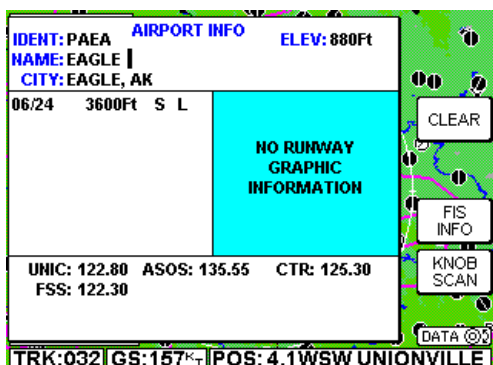 AIRPORT INFO
IDENT: PAEA ELEV: 880Ft
NAME: EAGLE
CITY: EAGLE, AK
06/24 3600Ft S L
NO RUNWAY
GRAPHIC
INFORMATION
UNIC: 122.80 ASOS: 135.55 CTR: 125.30
FSS: 122.30
CLEAR
FIS
INFO
KNOB
SCAN
DATA
TRK:032 GS:157KT POS: 4.1WSW UNIONVILLE